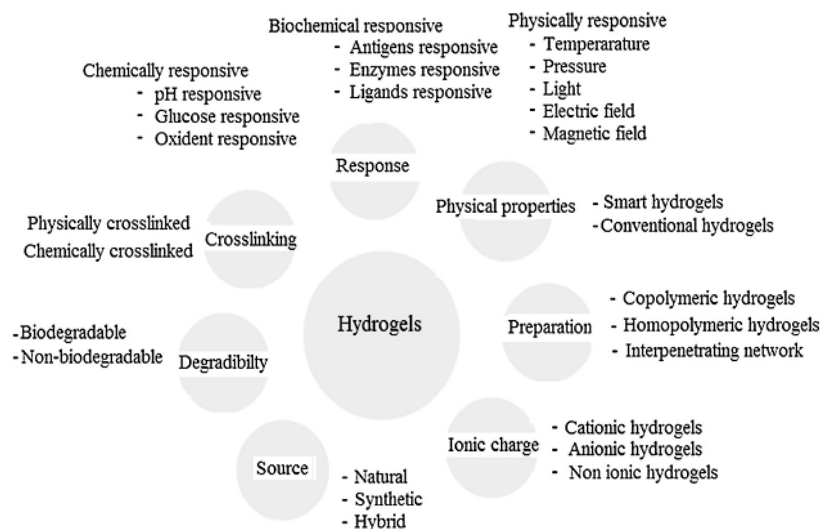 Biochemical responsive
- Antigens responsive
- Enzymes responsive
- Ligands responsive
Physically responsive
- Temperarature
- Pressure
- Light
- Electric field
- Magnetic field
Chemically responsive
- pH responsive
- Glucose responsive
- Oxident responsive
Response
Physical properties
- Smart hydrogels
-Conventional hydrogels
Physically crosslinked
Chemically crosslinked
Crosslinking
Hydrogels
Preparation
- Copolymeric hydrogels
- Homopolymeric hydrogels
- Interpenetrating network
-Biodegradable
-Non-biodegradable
Degradibilty
Ionic charge
- Cationic hydrogels
- Anionic hydrogels
- Non ionic hydrogels
Source
- Natural
- Synthetic
- Hybrid